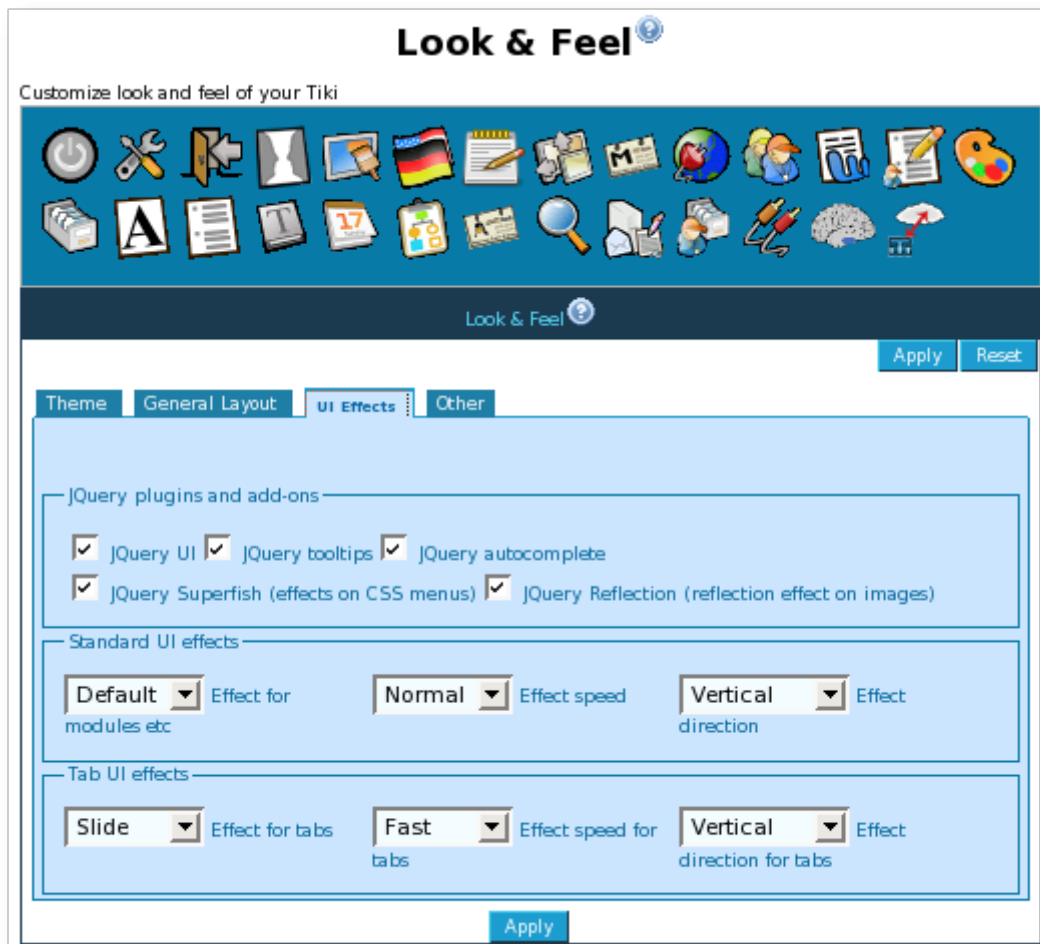 Look & Feel
Customize look and feel of your Tiki
M
A
T
17
A
Look & Feel
Apply Reset
Theme General Layout UI Effects Other
JQuery plugins and add-ons
JQuery UI JQuery tooltips JQuery autocomplete
JQuery Superfish (effects on CSS menus) JQuery Reflection (reflection effect on images)
Standard UI effects
Default Effect for modules etc Normal Effect speed Vertical Effect direction
Tab UI effects
Slide Effect for tabs Fast Effect speed for tabs Vertical Effect direction for tabs
Apply